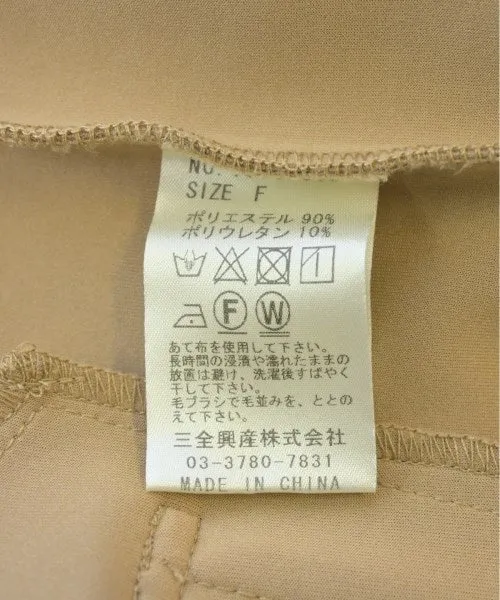 NO.
SIZE F
ポリエステル 90%
ポリウレタン 10%
F W
あて布を使用して下さい。
長時間の浸漬や濡れたままの
放置は避け、洗濯後すばやく
干して下さい。
毛ブラシで毛並みを、ととの
えて下さい。
三全興産株式会社
03-3780-7831
MADE IN CHINA